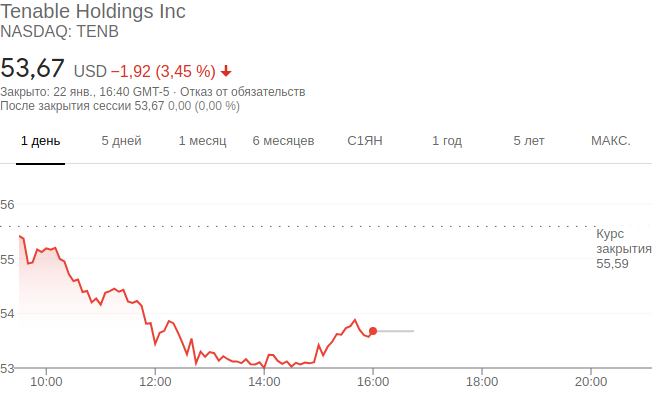 Tenable Holdings Inc
NASDAQ: TENB
53,67 USD −1,92 (3,45 %)
Закрыто: 22 янв., 16:40 GMT-5 · Отказ от обязательств
После закрытия сессии 53,67 0,00 (0,00 %)
1 день 5 дней 1 месяц 6 месяцев С1ЯН 1 год 5 лет МАКС.
56
Курс
закрытия
55,59
55
54
53
10:00 12:00 14:00 16:00 18:00 20:00